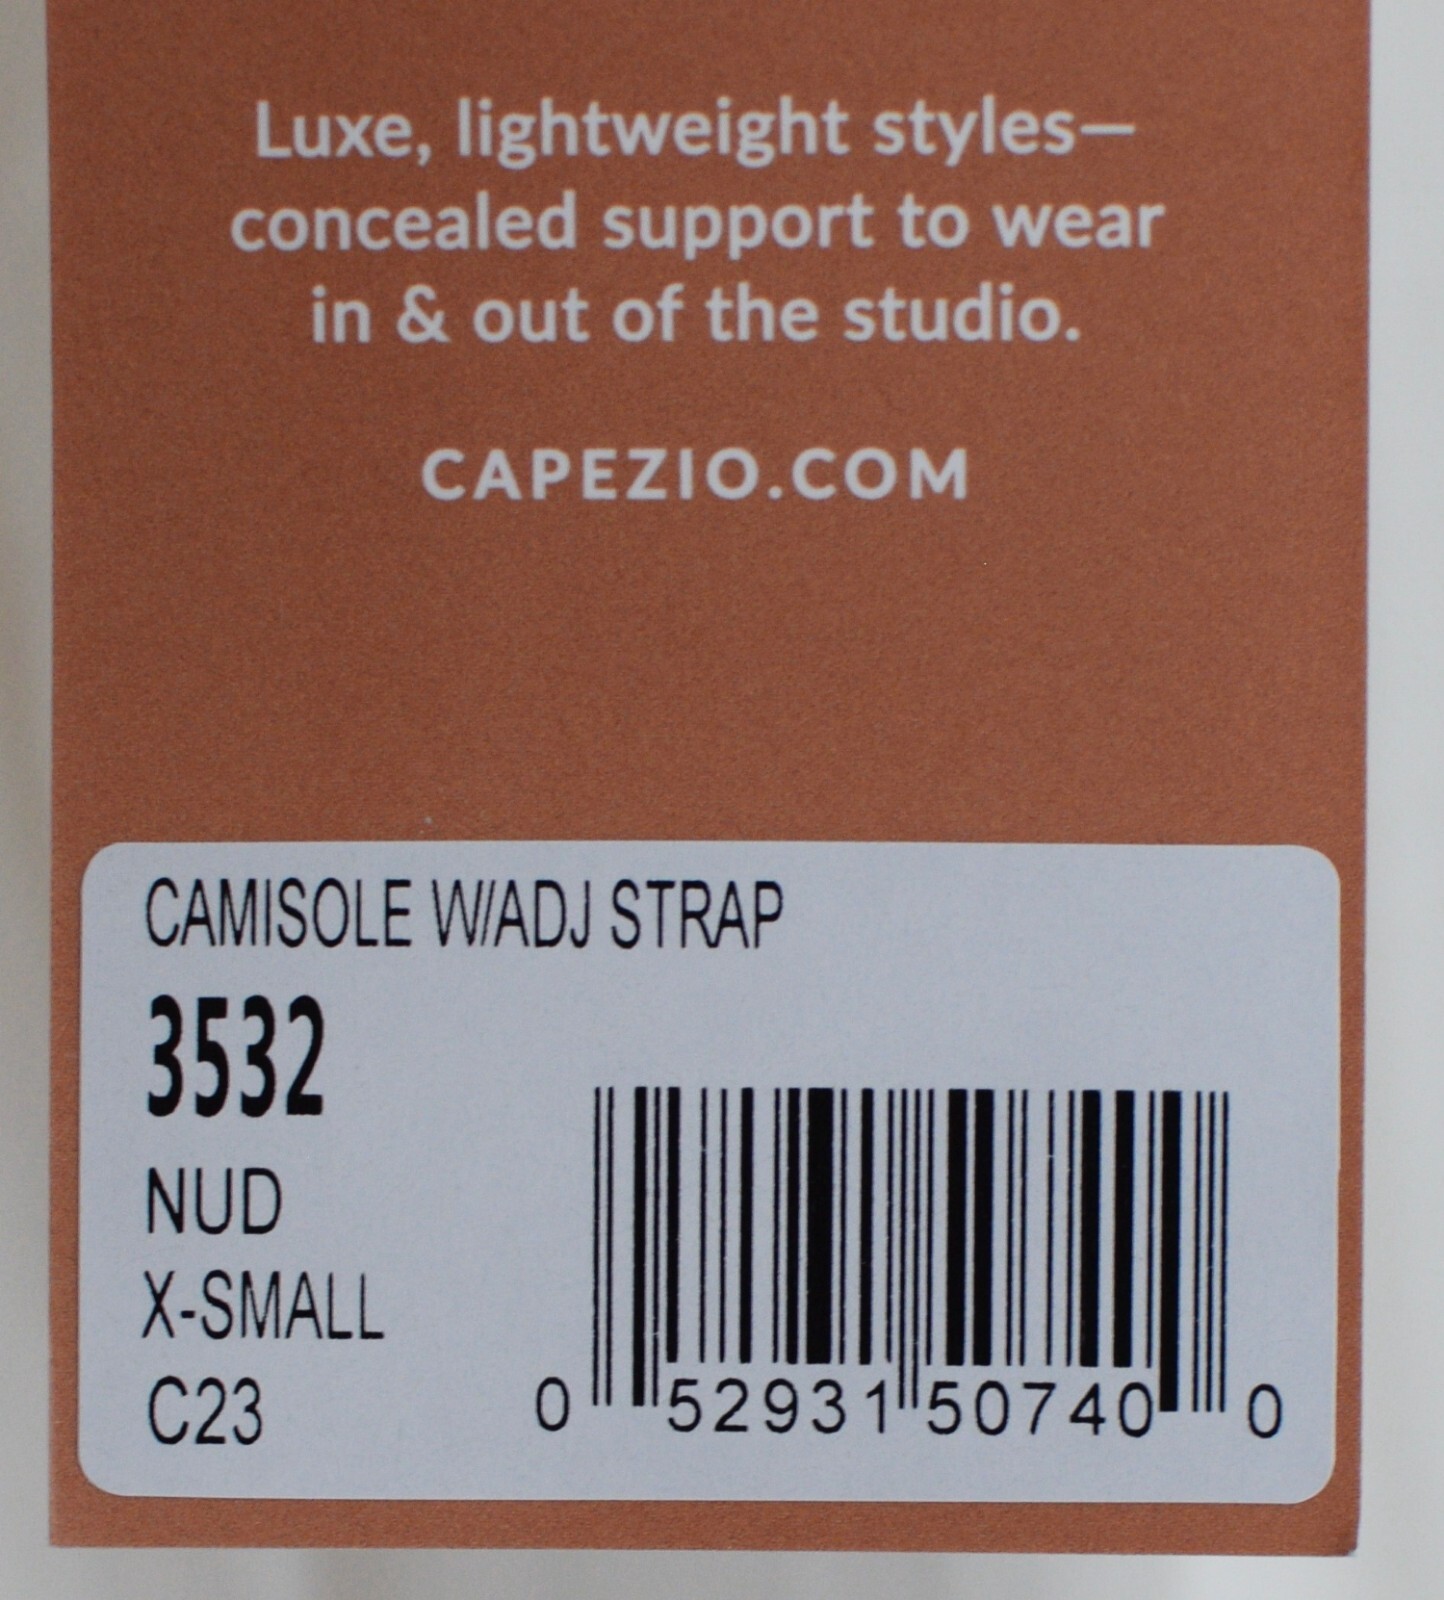 Luxe, lightweight styles—
concealed support to wear
in & out of the studio.
CAPEZIO.COM
CAMISOLE W/ADJ STRAP
3532
NUD
X-SMALL
C23
0 52931 50740 0